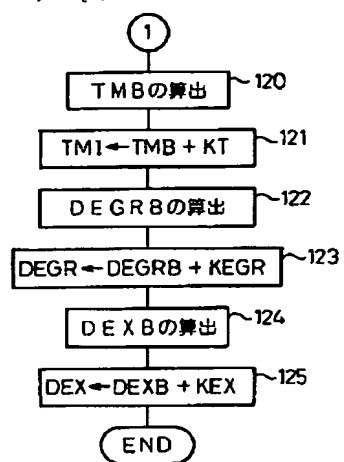 1
TMBの算出 120
TMI←TMB+KT 121
DEGRBの算出 122
DEGR←DEGRB+KEGR 123
DEXBの算出 124
DEX←DEXB+KEX 125
END